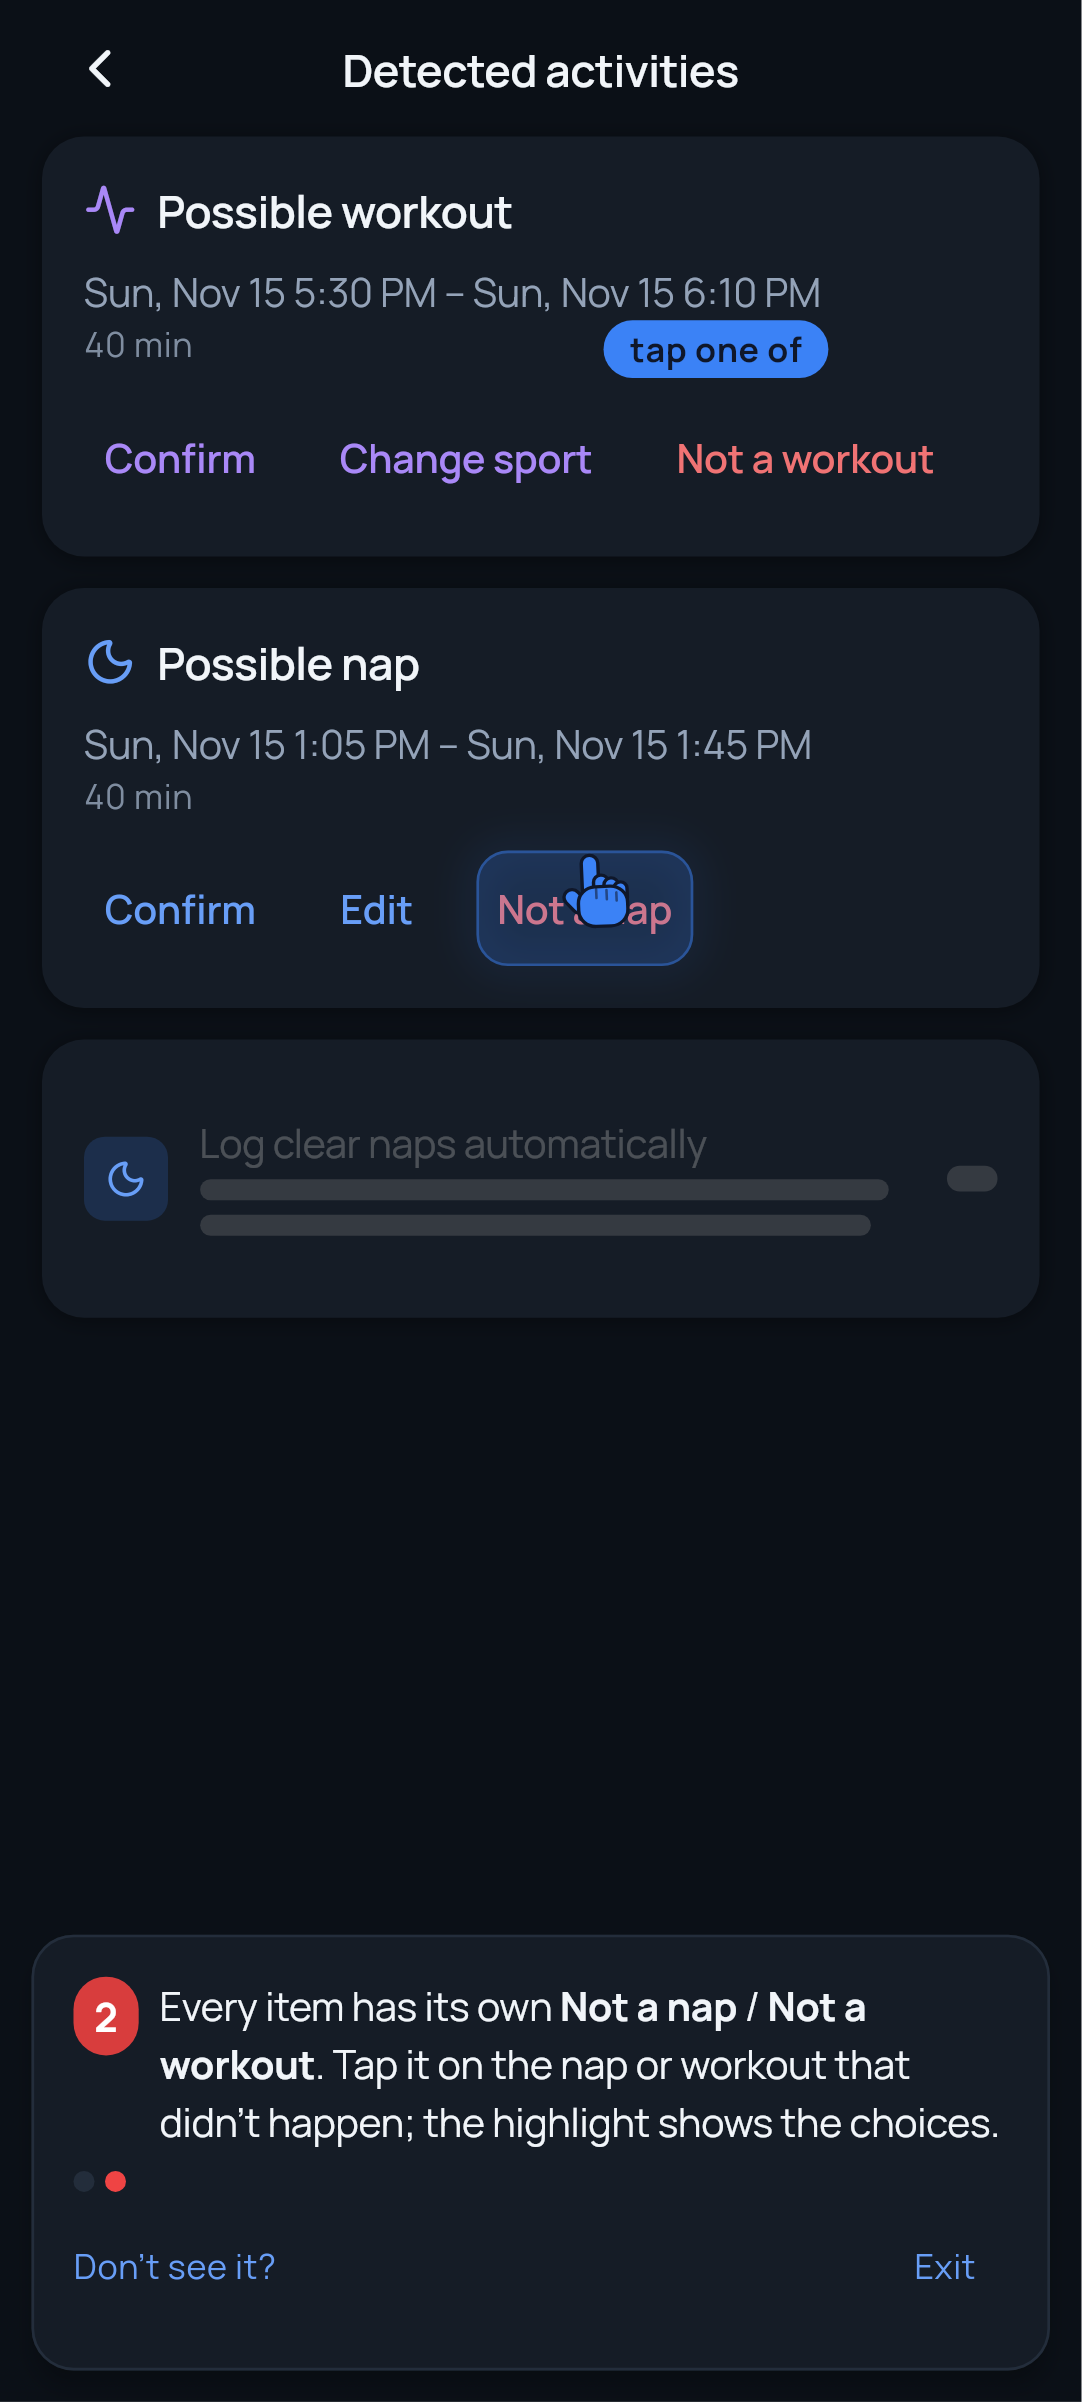 Detected activities
Possible workout
Sun, Nov 15 5:30 PM – Sun, Nov 15 6:10 PM
40 min
tap one of
Confirm Change sport Not a workout
Possible nap
Sun, Nov 15 1:05 PM – Sun, Nov 15 1:45 PM
40 min
Confirm Edit Not a nap
Log clear naps automatically
2 Every item has its own Not a nap / Not a
workout. Tap it on the nap or workout that
didn’t happen; the highlight shows the choices.
Don’t see it? Exit